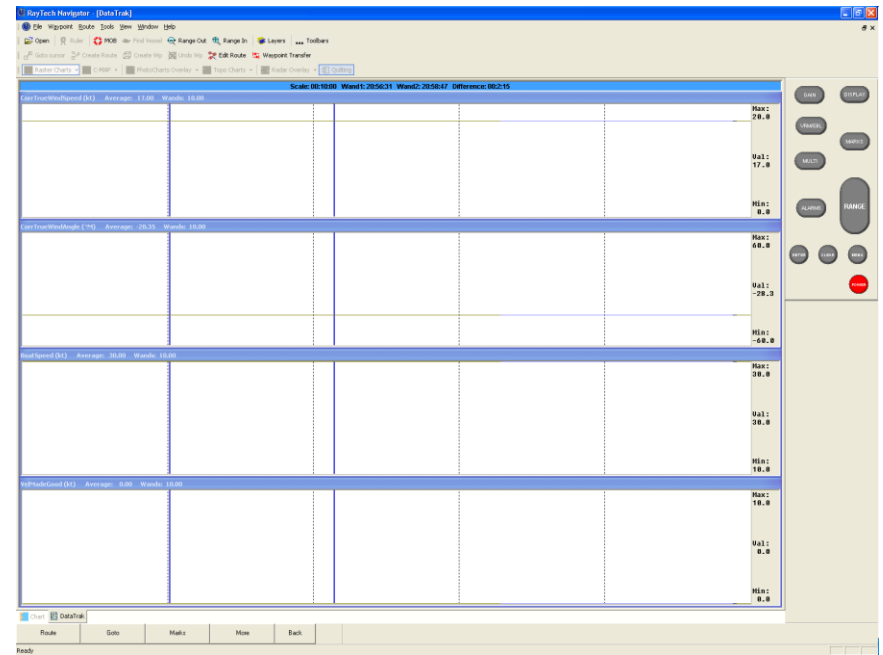 RayTech Navigator - [DataTrak]
File Waypoint Route Tools View Window Help
Open Ruler MOB Find Vessel Range Out Range In Layers Toolbars
Goto cursor Create Route Create Wp Undo Wp Edit Route Waypoint Transfer
Raster Charts C-MAP PhotoCharts Overlay Topo Charts Radar Overlay Quilting
Scale: 00:10:00 Wand1: 20:56:31 Wand2: 20:58:47 Difference: 00:2:15
CorrTrueWindSpeed (kt) Average: 17.00 Wands: 10.00
Max:
20.0
Val:
17.0
Min:
0.0
CorrTrueWindAngle (°M) Average: -28.35 Wands: 10.00
Max:
60.0
Val:
-28.3
Min:
-60.0
BoatSpeed (kt) Average: 30.00 Wands: 10.00
Max:
30.0
Val:
30.0
Min:
10.0
VelMadeGood (kt) Average: 0.00 Wands: 10.00
Max:
10.0
Val:
0.0
Min:
0.0
GAIN DISPLAY
VRM/EBL
MARKS
MULTI
ALARMS RANGE
ENTER CLEAR MENU
POWER
Chart DataTrak
Route Goto Marks More Back
Ready